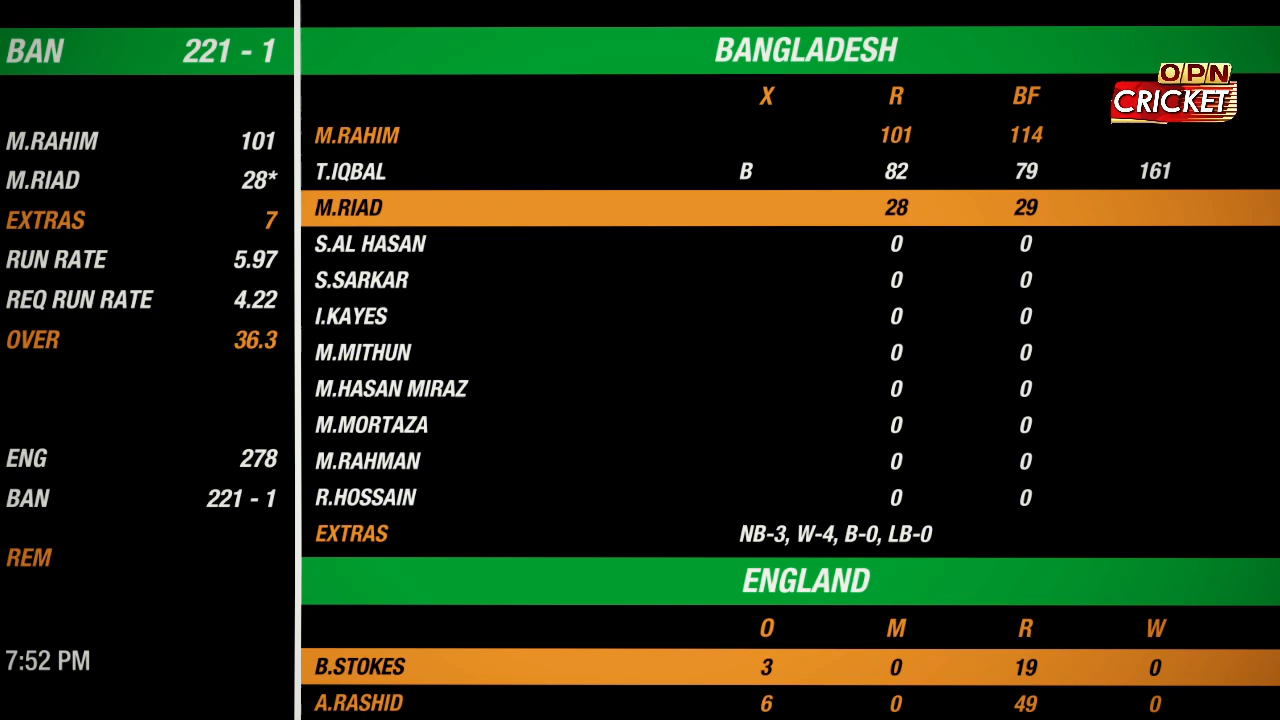 BAN 221 - 1
M.RAHIM 101
M.RIAD 28*
EXTRAS 7
RUN RATE 5.97
REQ RUN RATE 4.22
OVER 36.3
ENG 278
BAN 221 - 1
REM
7:52 PM
BANGLADESH
OPN
CRICKET
X R BF
M.RAHIM 101 114
T.IQBAL B 82 79 161
M.RIAD 28 29
S.AL HASAN 0 0
S.SARKAR 0 0
I.KAYES 0 0
M.MITHUN 0 0
M.HASAN MIRAZ 0 0
M.MORTAZA 0 0
M.RAHMAN 0 0
R.HOSSAIN 0 0
EXTRAS NB-3, W-4, B-0, LB-0
ENGLAND
O M R W
B.STOKES 3 0 19 0
A.RASHID 6 0 49 0